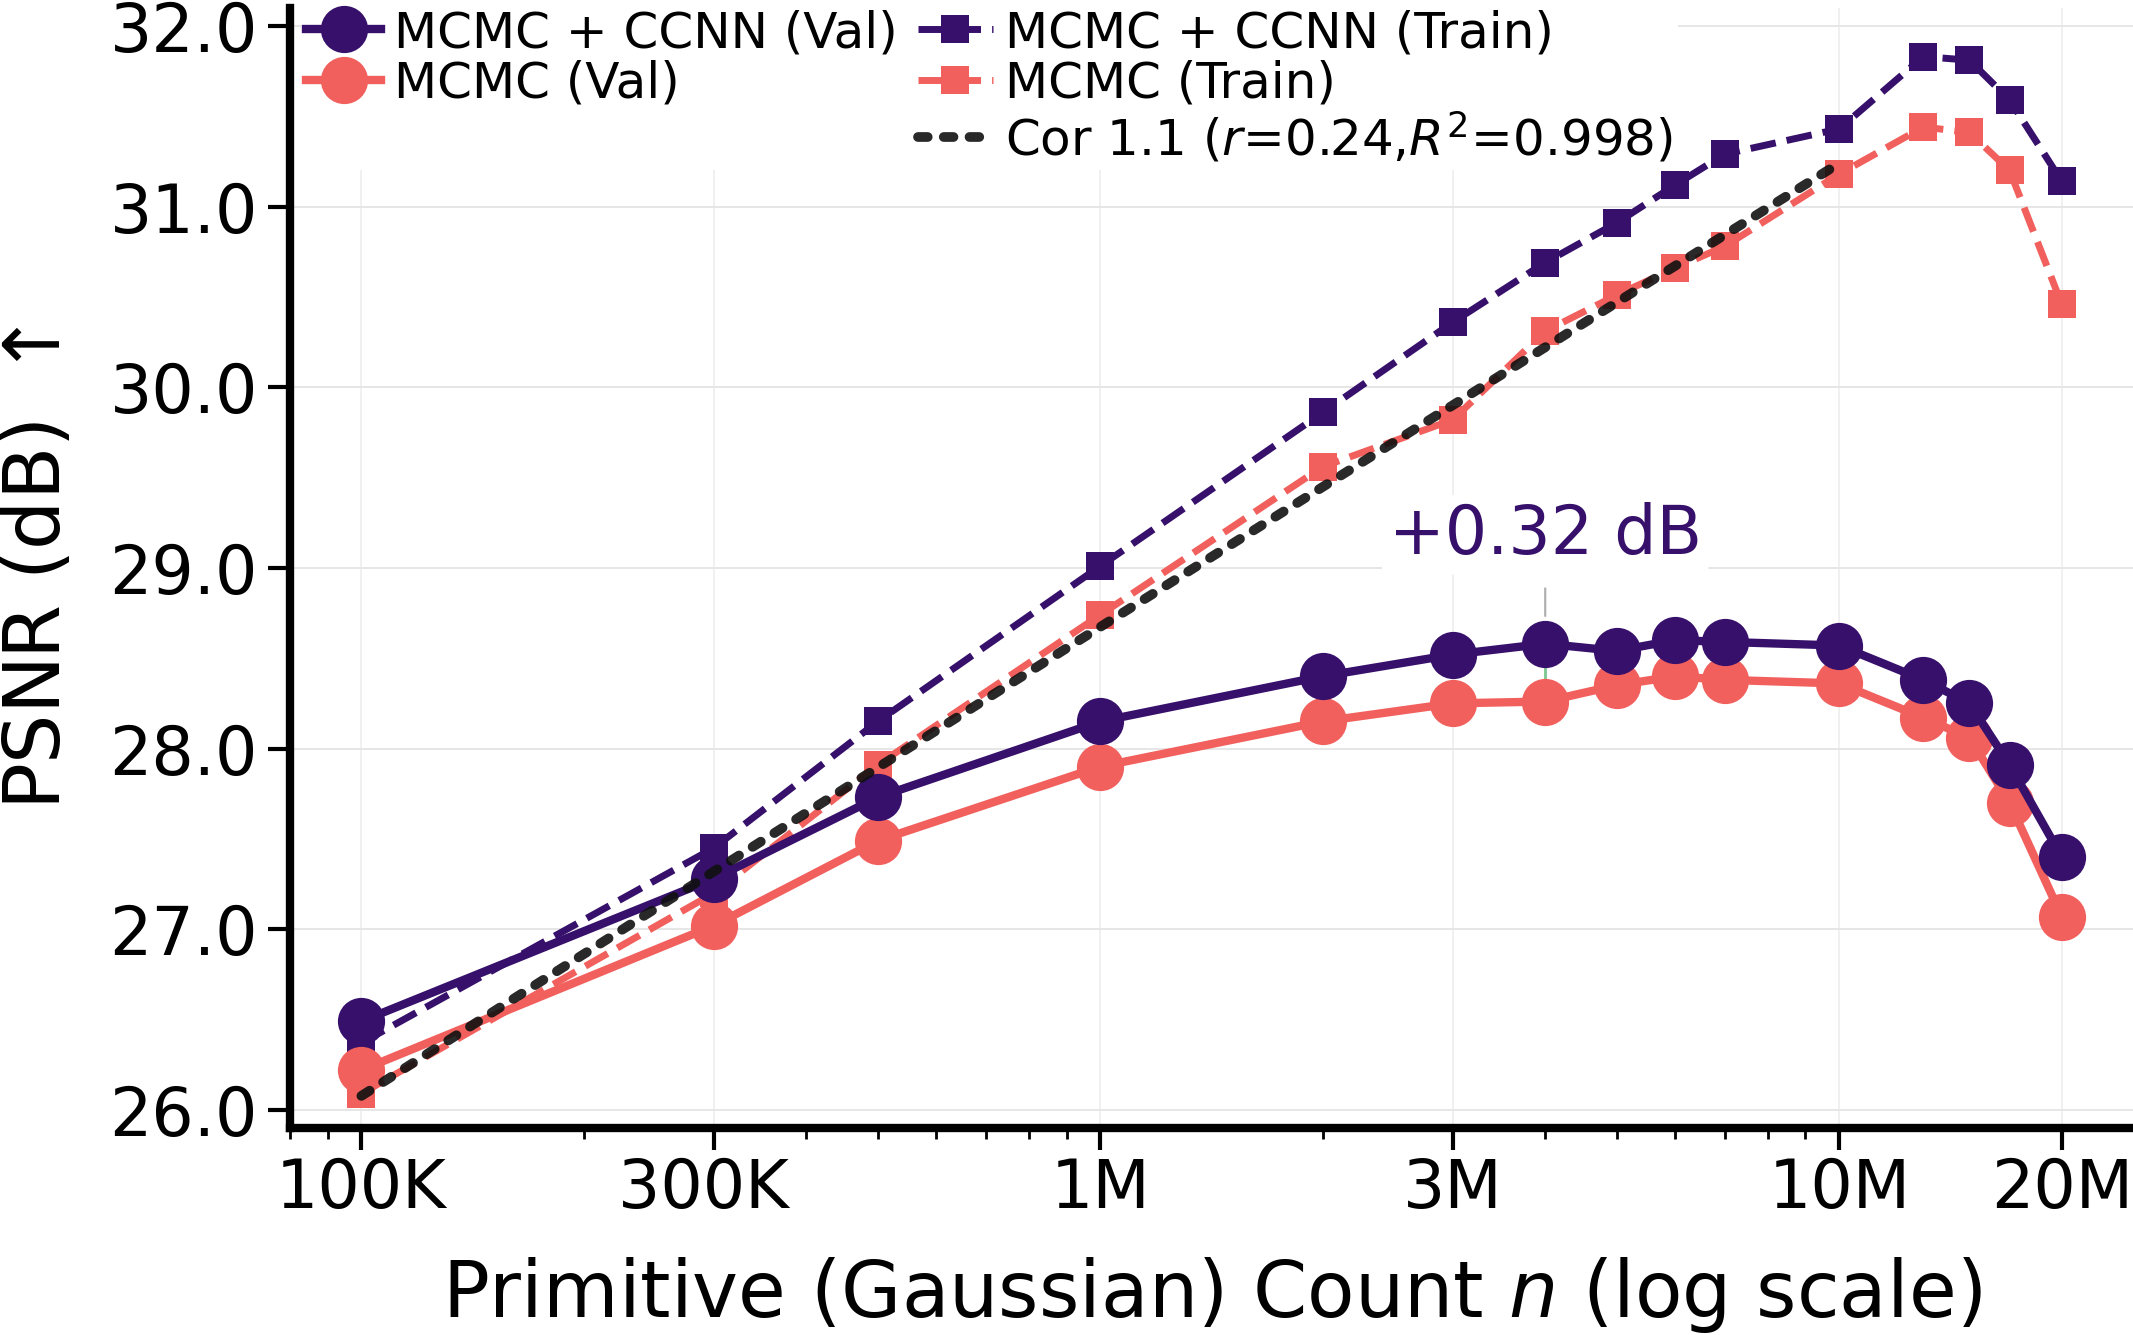 MCMC + CCNN (Val)
MCMC (Val)
MCMC + CCNN (Train)
MCMC (Train)
Cor 1.1 (r=0.24,R²=0.998)
PSNR (dB) ↑
32.0
31.0
30.0
29.0
28.0
27.0
26.0
+0.32 dB
100K 300K 1M 3M 10M 20M
Primitive (Gaussian) Count n (log scale)